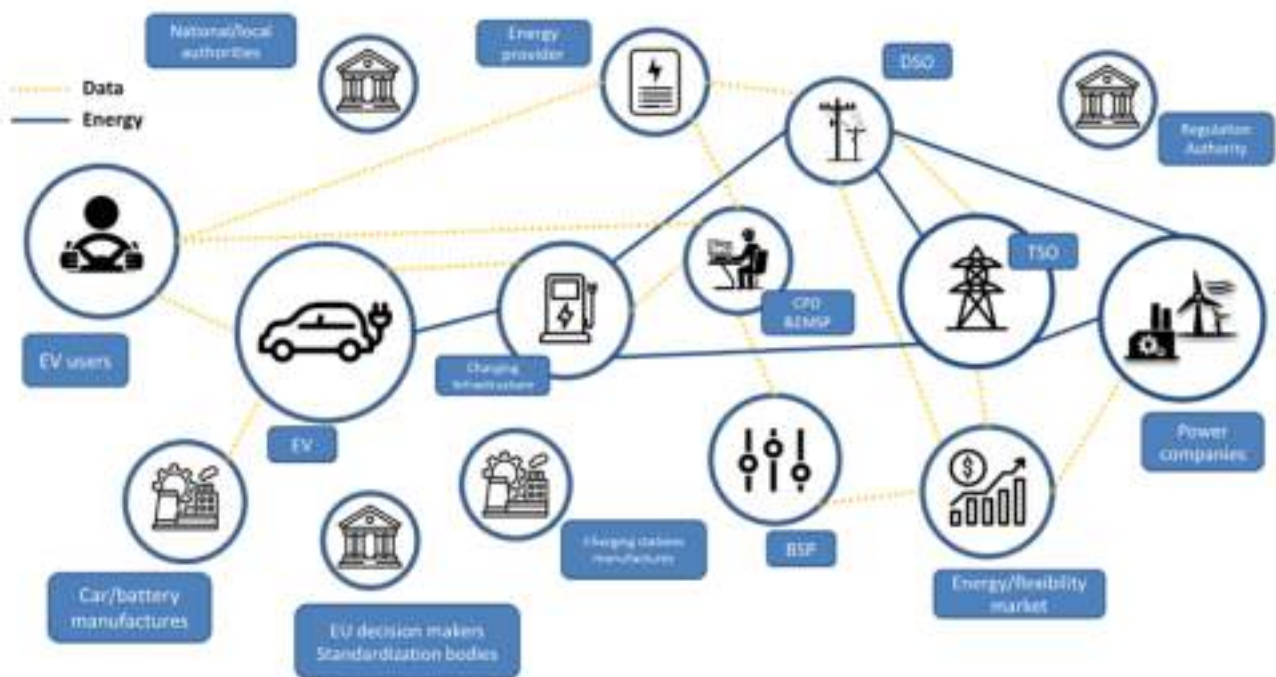 National/local
authorities
Energy
provider
DSO
Data
Energy
Regulation
Authority
TSO
CPO
&EMSP
EV users
Charging
Infrastructure
EV
Power
companies
Charging stations
manufactures
BSP
Energy/flexibility
market
Car/battery
manufactures
EU decision makers
Standardization bodies